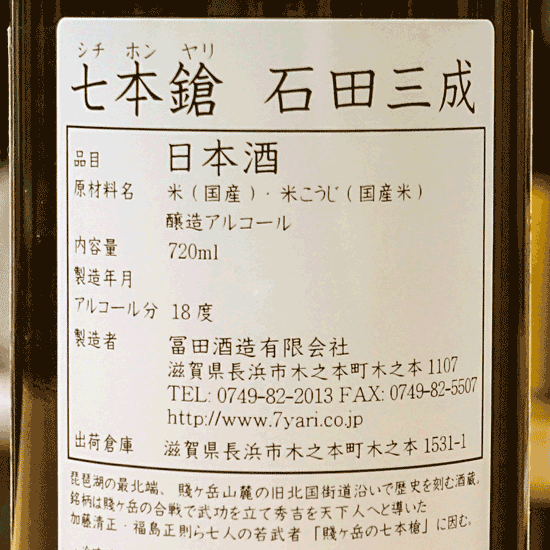 シチ ホン ヤリ
七本鎗 石田三成
品目 日本酒
原材料名 米(国産)・米こうじ(国産米)
醸造アルコール
内容量 720ml
製造年月
アルコール分 18度
製造者 冨田酒造有限会社
滋賀県長浜市木之本町木之本1107
TEL: 0749-82-2013 FAX: 0749-82-5507
http://www.7yari.co.jp
出荷倉庫 滋賀県長浜市木之本町木之本1531-1
琵琶湖の最北端、賤ヶ岳山麓の旧北国街道沿いで歴史を刻む酒蔵。
銘柄は賤ヶ岳の合戦で武功を立て秀吉を天下人へと導いた
加藤清正・福島正則ら七人の若武者「賤ヶ岳の七本槍」に因む。